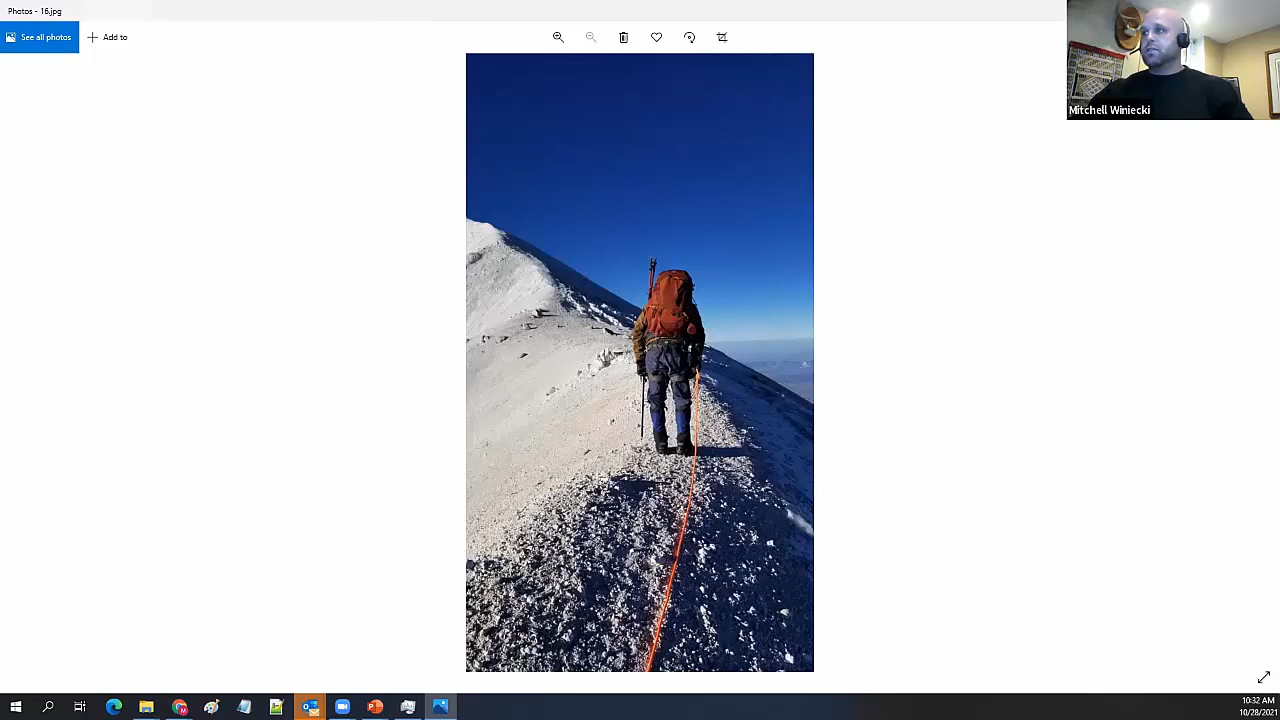 Photos - 16.jpg
See all photos
Add to
Mitchell Winiecki
10:32 AM
10/28/2021